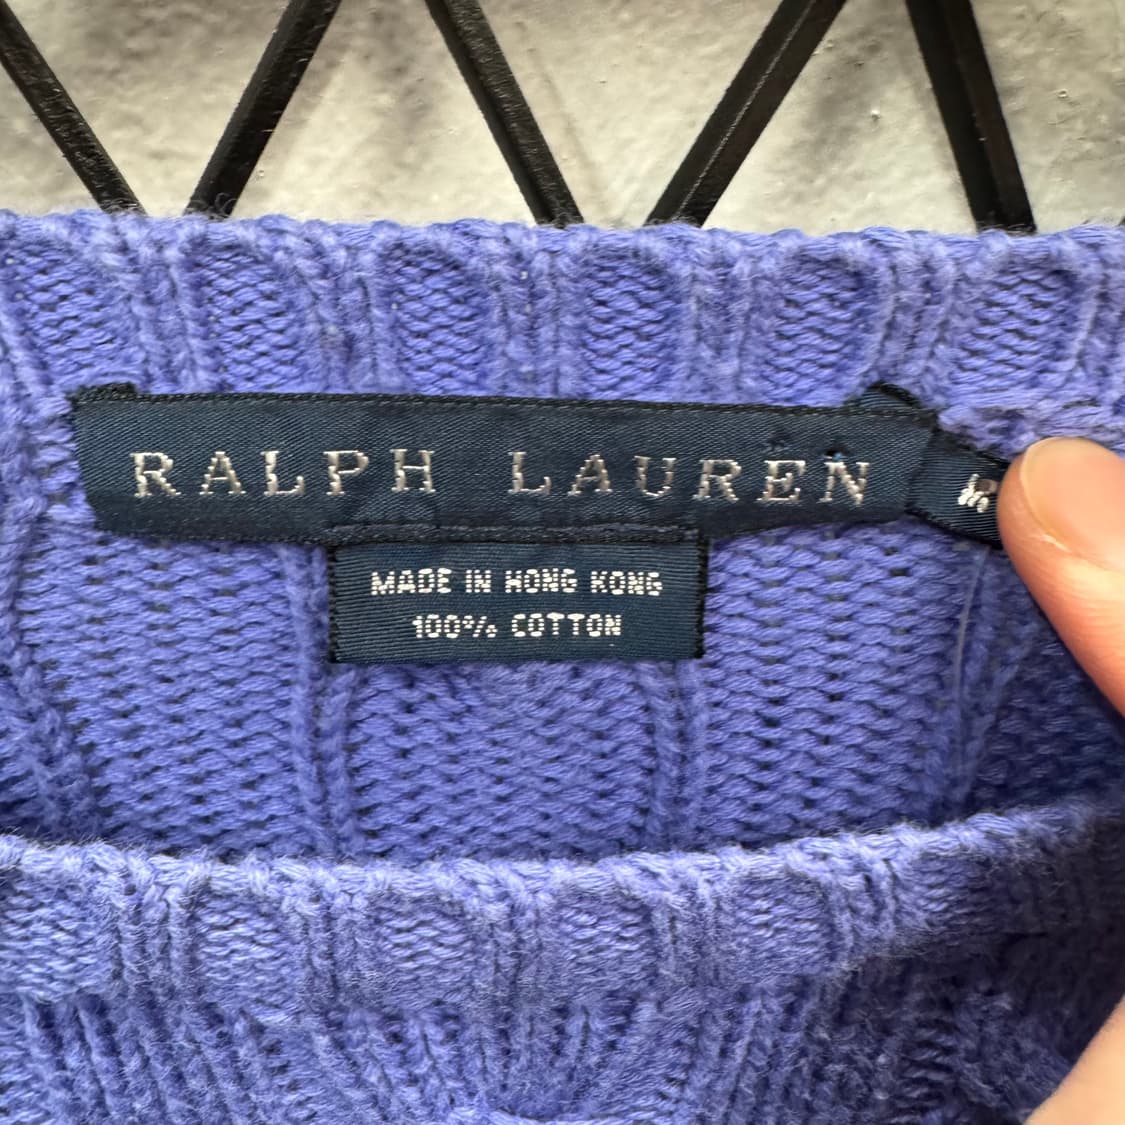 RALPH LAUREN
MADE IN HONG KONG
100% COTTON